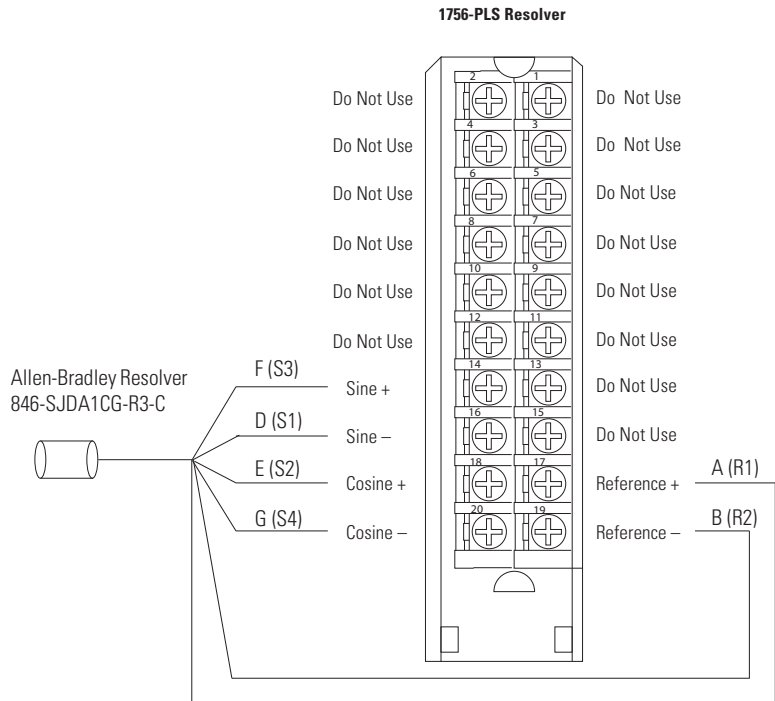 1756-PLS Resolver
2 1
Do Not Use Do Not Use
4 3
Do Not Use Do Not Use
6 5
Do Not Use Do Not Use
8 7
Do Not Use Do Not Use
10 9
Do Not Use Do Not Use
12 11
Do Not Use Do Not Use
14 13
Allen-Bradley Resolver
846-SJDA1CG-R3-C
F (S3) Sine + Do Not Use
16 15
D (S1) Sine – Do Not Use
18 17
E (S2) Cosine + Reference + A (R1)
20 19
G (S4) Cosine – Reference – B (R2)